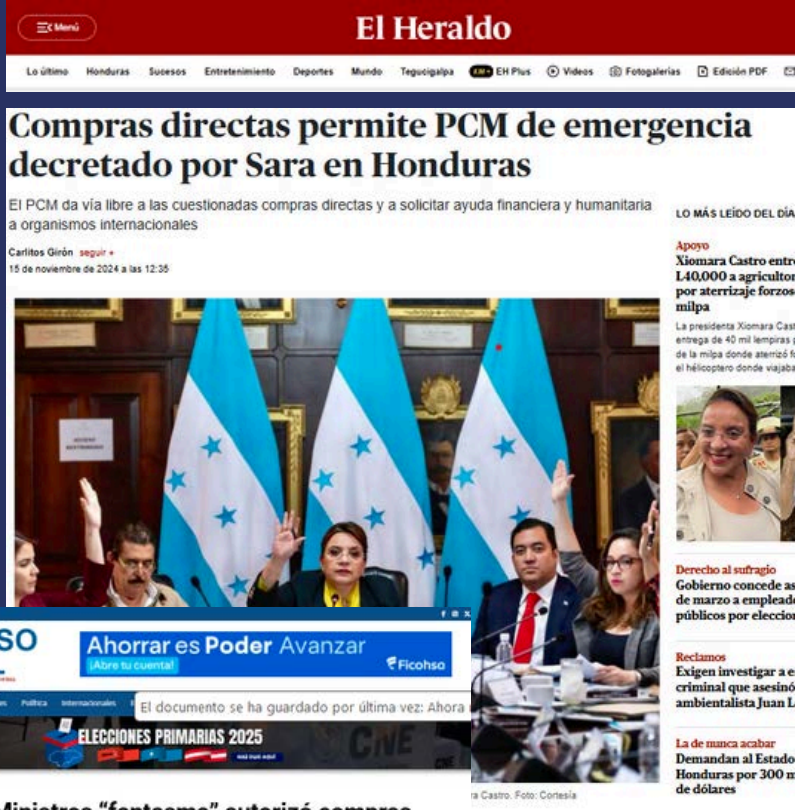 Menú
El Heraldo
Lo último Honduras Sucesos Entretenimiento Deportes Mundo Tegucigalpa EH Plus Videos Fotogalerías Edición PDF
Compras directas permite PCM de emergencia
decretado por Sara en Honduras
El PCM da vía libre a las cuestionadas compras directas y a solicitar ayuda financiera y humanitaria
a organismos internacionales
Carlitos Girón seguir +
15 de noviembre de 2024 a las 12:35
LO MÁS LEÍDO DEL DÍA
Apoyo
Xiomara Castro entre
L40,000 a agricultor
por aterrizaje forzos
milpa
La presidenta Xiomara Cast
entrega de 40 mil lempiras p
de la milpa donde aterrizó fo
el helicoptero donde viajaba
Derecho al sufragio
Gobierno concede as
de marzo a emplead
públicos por eleccion
Reclamos
Exigen investigar a e
criminal que asesinó
ambientalista Juan L
La de nunca acabar
Demandan al Estado
Honduras por 300 m
de dólares
a Castro. Foto: Cortesía
SO
Ahorrar es Poder Avanzar
¡Abre tu cuenta!
Ficohsa
Política Internacionales
El documento se ha guardado por última vez: Ahora
ELECCIONES PRIMARIAS 2025
CNE
Ministros "fantasma" autorizó compras